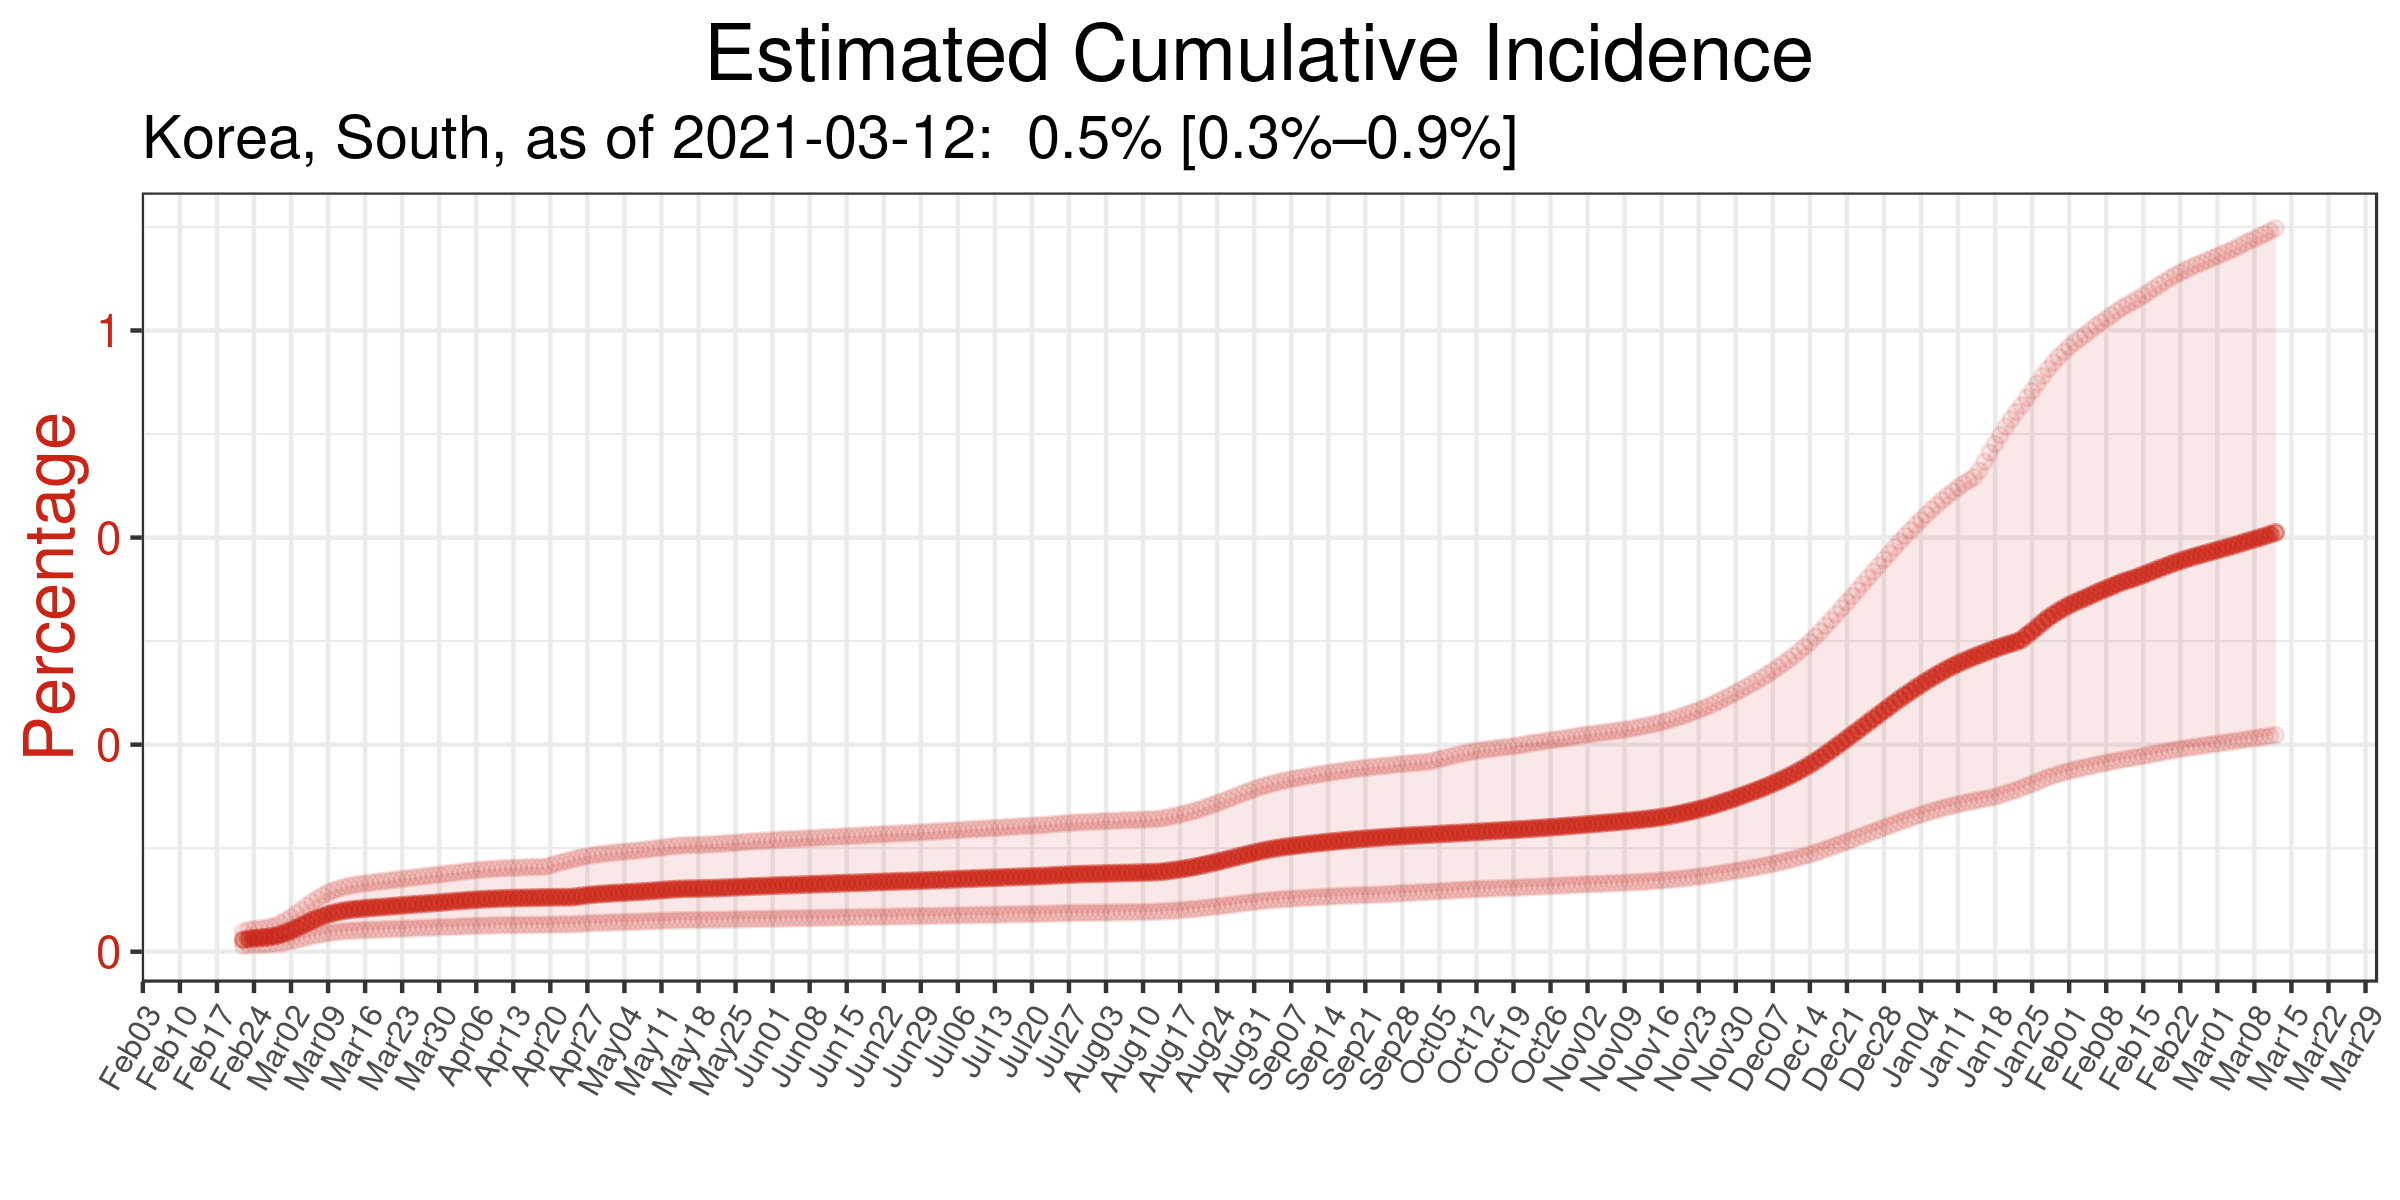 Estimated Cumulative Incidence
Korea, South, as of 2021-03-12:  0.5% [0.3%–0.9%]
Percentage
1
0
0
0
Feb03
Feb10
Feb17
Feb24
Mar02
Mar09
Mar16
Mar23
Mar30
Apr06
Apr13
Apr20
Apr27
May04
May11
May18
May25
Jun01
Jun08
Jun15
Jun22
Jun29
Jul06
Jul13
Jul20
Jul27
Aug03
Aug10
Aug17
Aug24
Aug31
Sep07
Sep14
Sep21
Sep28
Oct05
Oct12
Oct19
Oct26
Nov02
Nov09
Nov16
Nov23
Nov30
Dec07
Dec14
Dec21
Dec28
Jan04
Jan11
Jan18
Jan25
Feb01
Feb08
Feb15
Feb22
Mar01
Mar08
Mar15
Mar22
Mar29